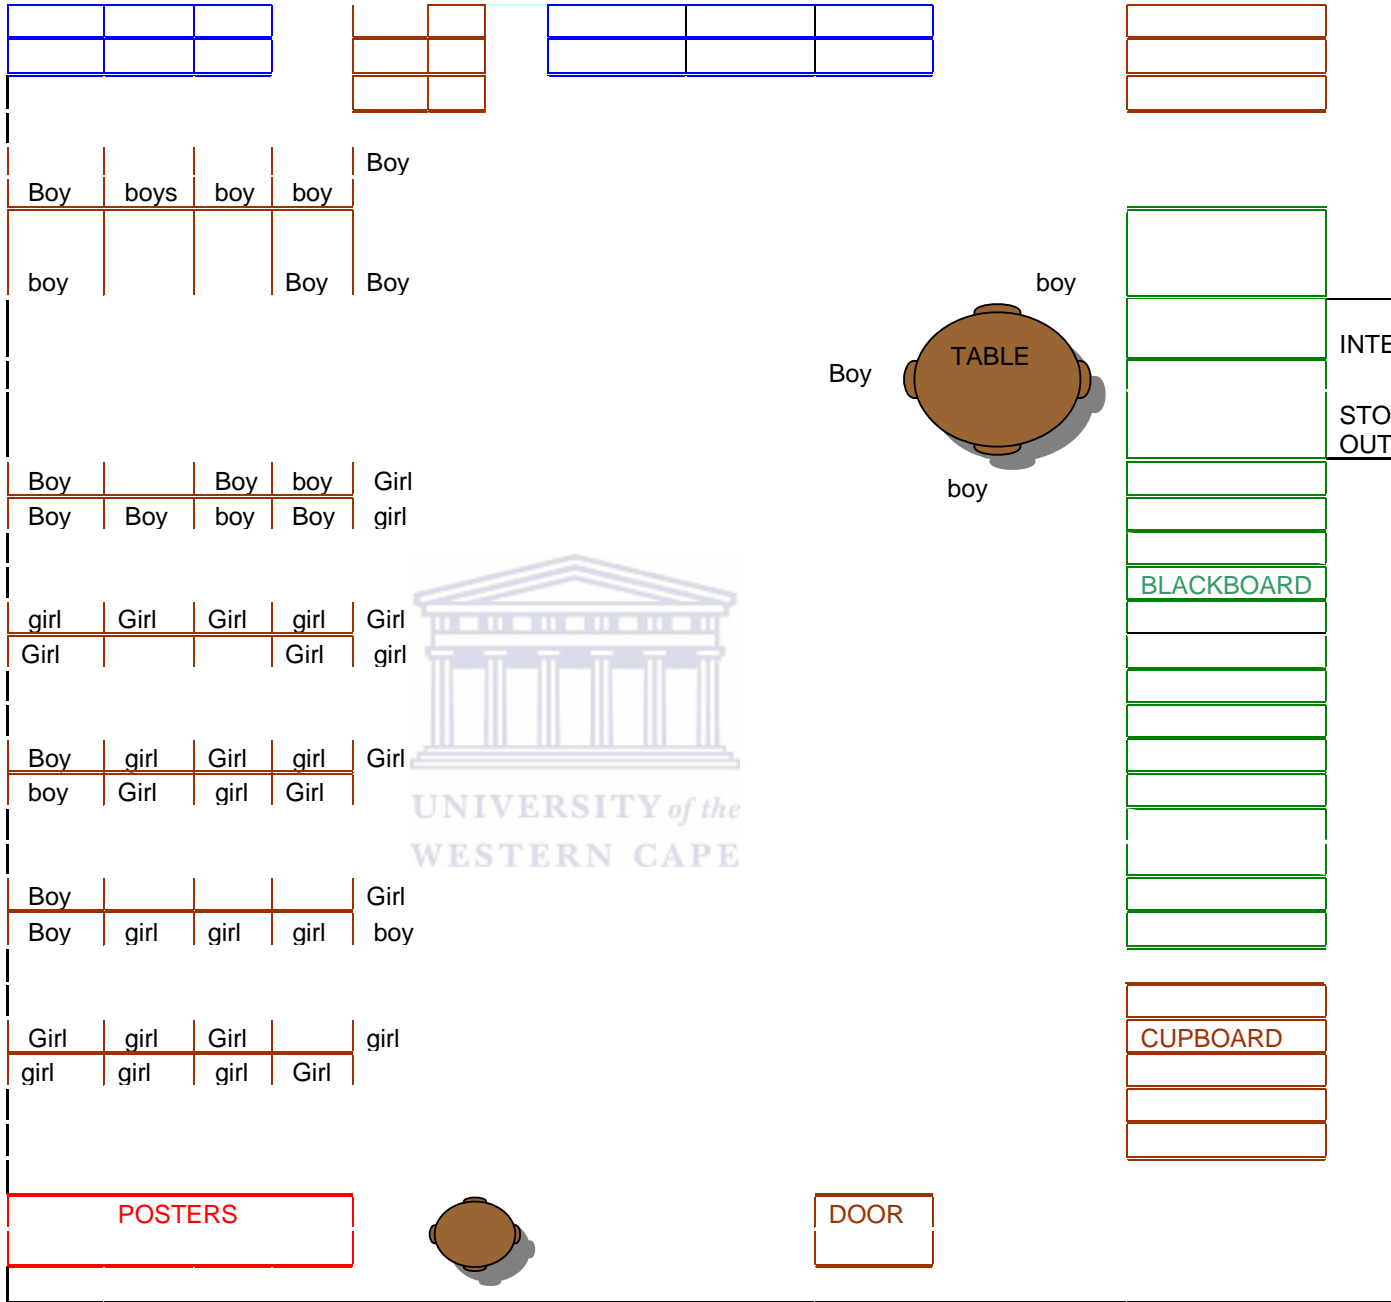 Boy
Boy boys boy boy
boy Boy Boy boy
TABLE
INTE
Boy
STO
OUT
Boy Boy boy Girl
boy
Boy Boy boy Boy girl
BLACKBOARD
girl Girl Girl girl Girl
Girl Girl girl
Boy girl Girl girl Girl
boy Girl girl Girl
UNIVERSITY of the
WESTERN CAPE
Boy Girl
Boy girl girl girl boy
Girl girl Girl girl
CUPBOARD
girl girl girl Girl
POSTERS
DOOR